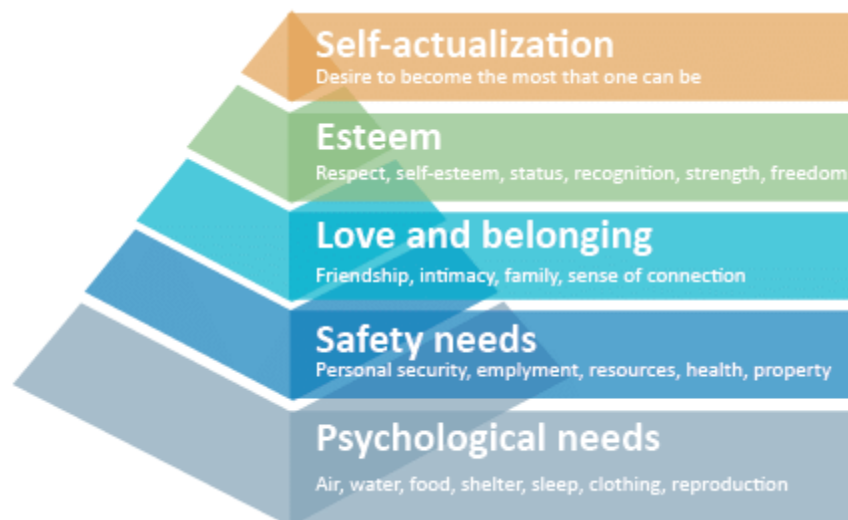 Self-actualization
Desire to become the most that one can be
Esteem
Respect, self-esteem, status, recognition, strength, freedom
Love and belonging
Friendship, intimacy, family, sense of connection
Safety needs
Personal security, emplyment, resources, health, property
Psychological needs
Air, water, food, shelter, sleep, clothing, reproduction